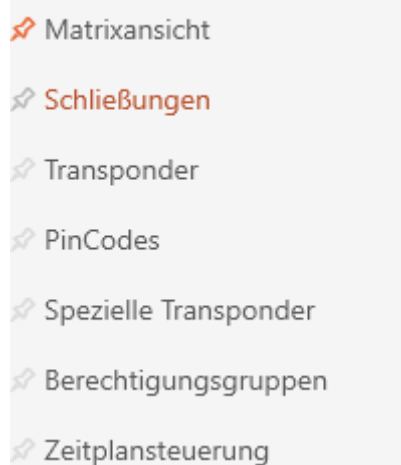 Matrixansicht
Schließungen
Transponder
PinCodes
Spezielle Transponder
Berechtigungsgruppen
Zeitplansteuerung